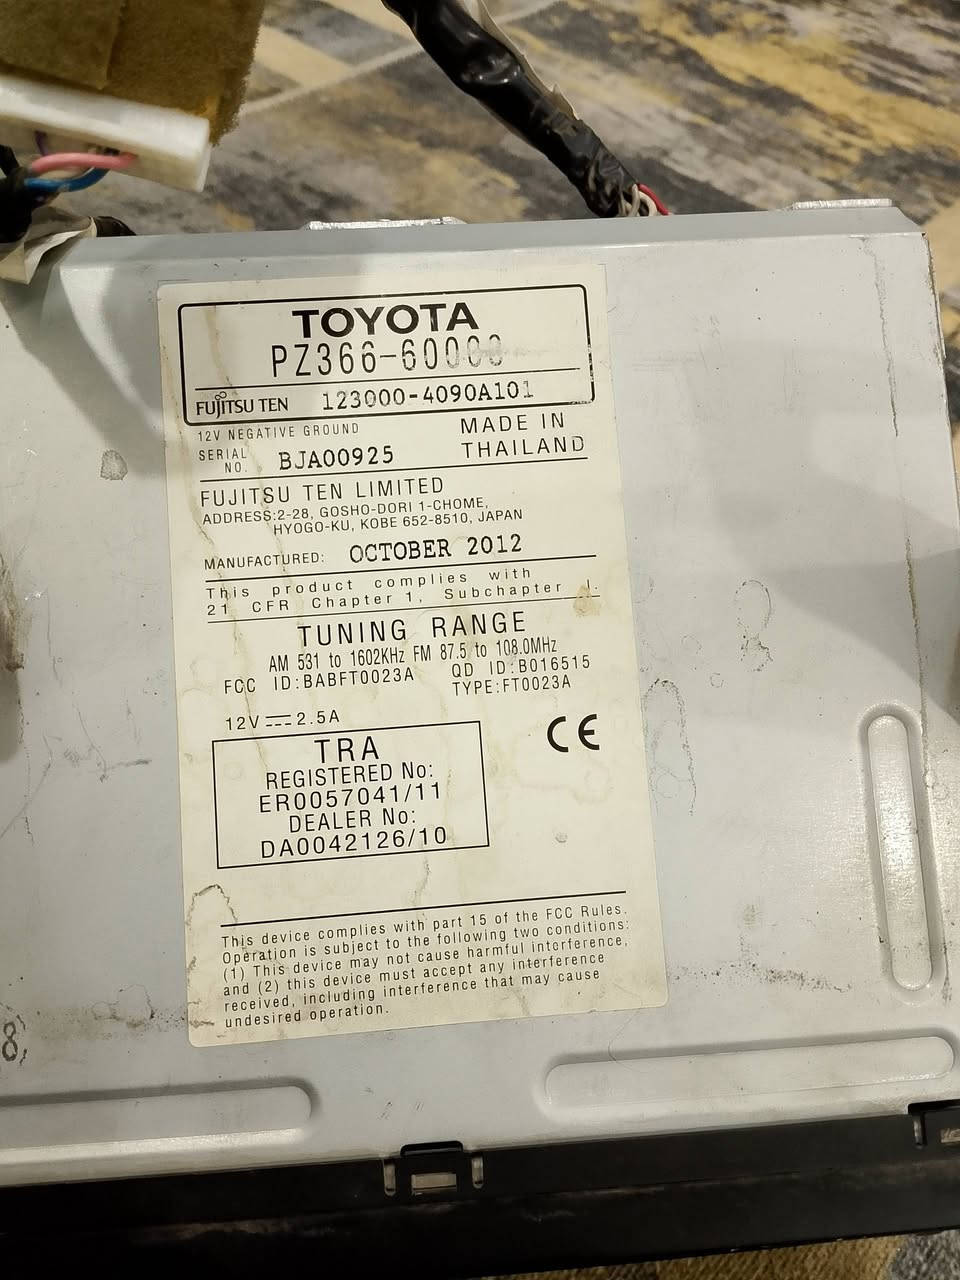 TOYOTA
PZ366-60000
FUJITSU TEN 123000-4090A101
12V NEGATIVE GROUND
MADE IN
THAILAND
SERIAL
NO. BJA00925
FUJITSU TEN LIMITED
ADDRESS:2-28, GOSHO-DORI 1-CHOME,
HYOGO-KU, KOBE 652-8510, JAPAN
MANUFACTURED: OCTOBER 2012
This product complies with
21 CFR Chapter 1, Subchapter J.
TUNING RANGE
AM 531 to 1602KHz FM 87.5 to 108.0MHz
FCC ID:BABFT0023A
QD ID:B016515
TYPE:FT0023A
12V ⎓ 2.5A
CE
TRA
REGISTERED No:
ER0057041/11
DEALER No:
DA0042126/10
This device complies with part 15 of the FCC Rules.
Operation is subject to the following two conditions:
(1) This device may not cause harmful interference,
and (2) this device must accept any interference
received, including interference that may cause
undesired operation.
8